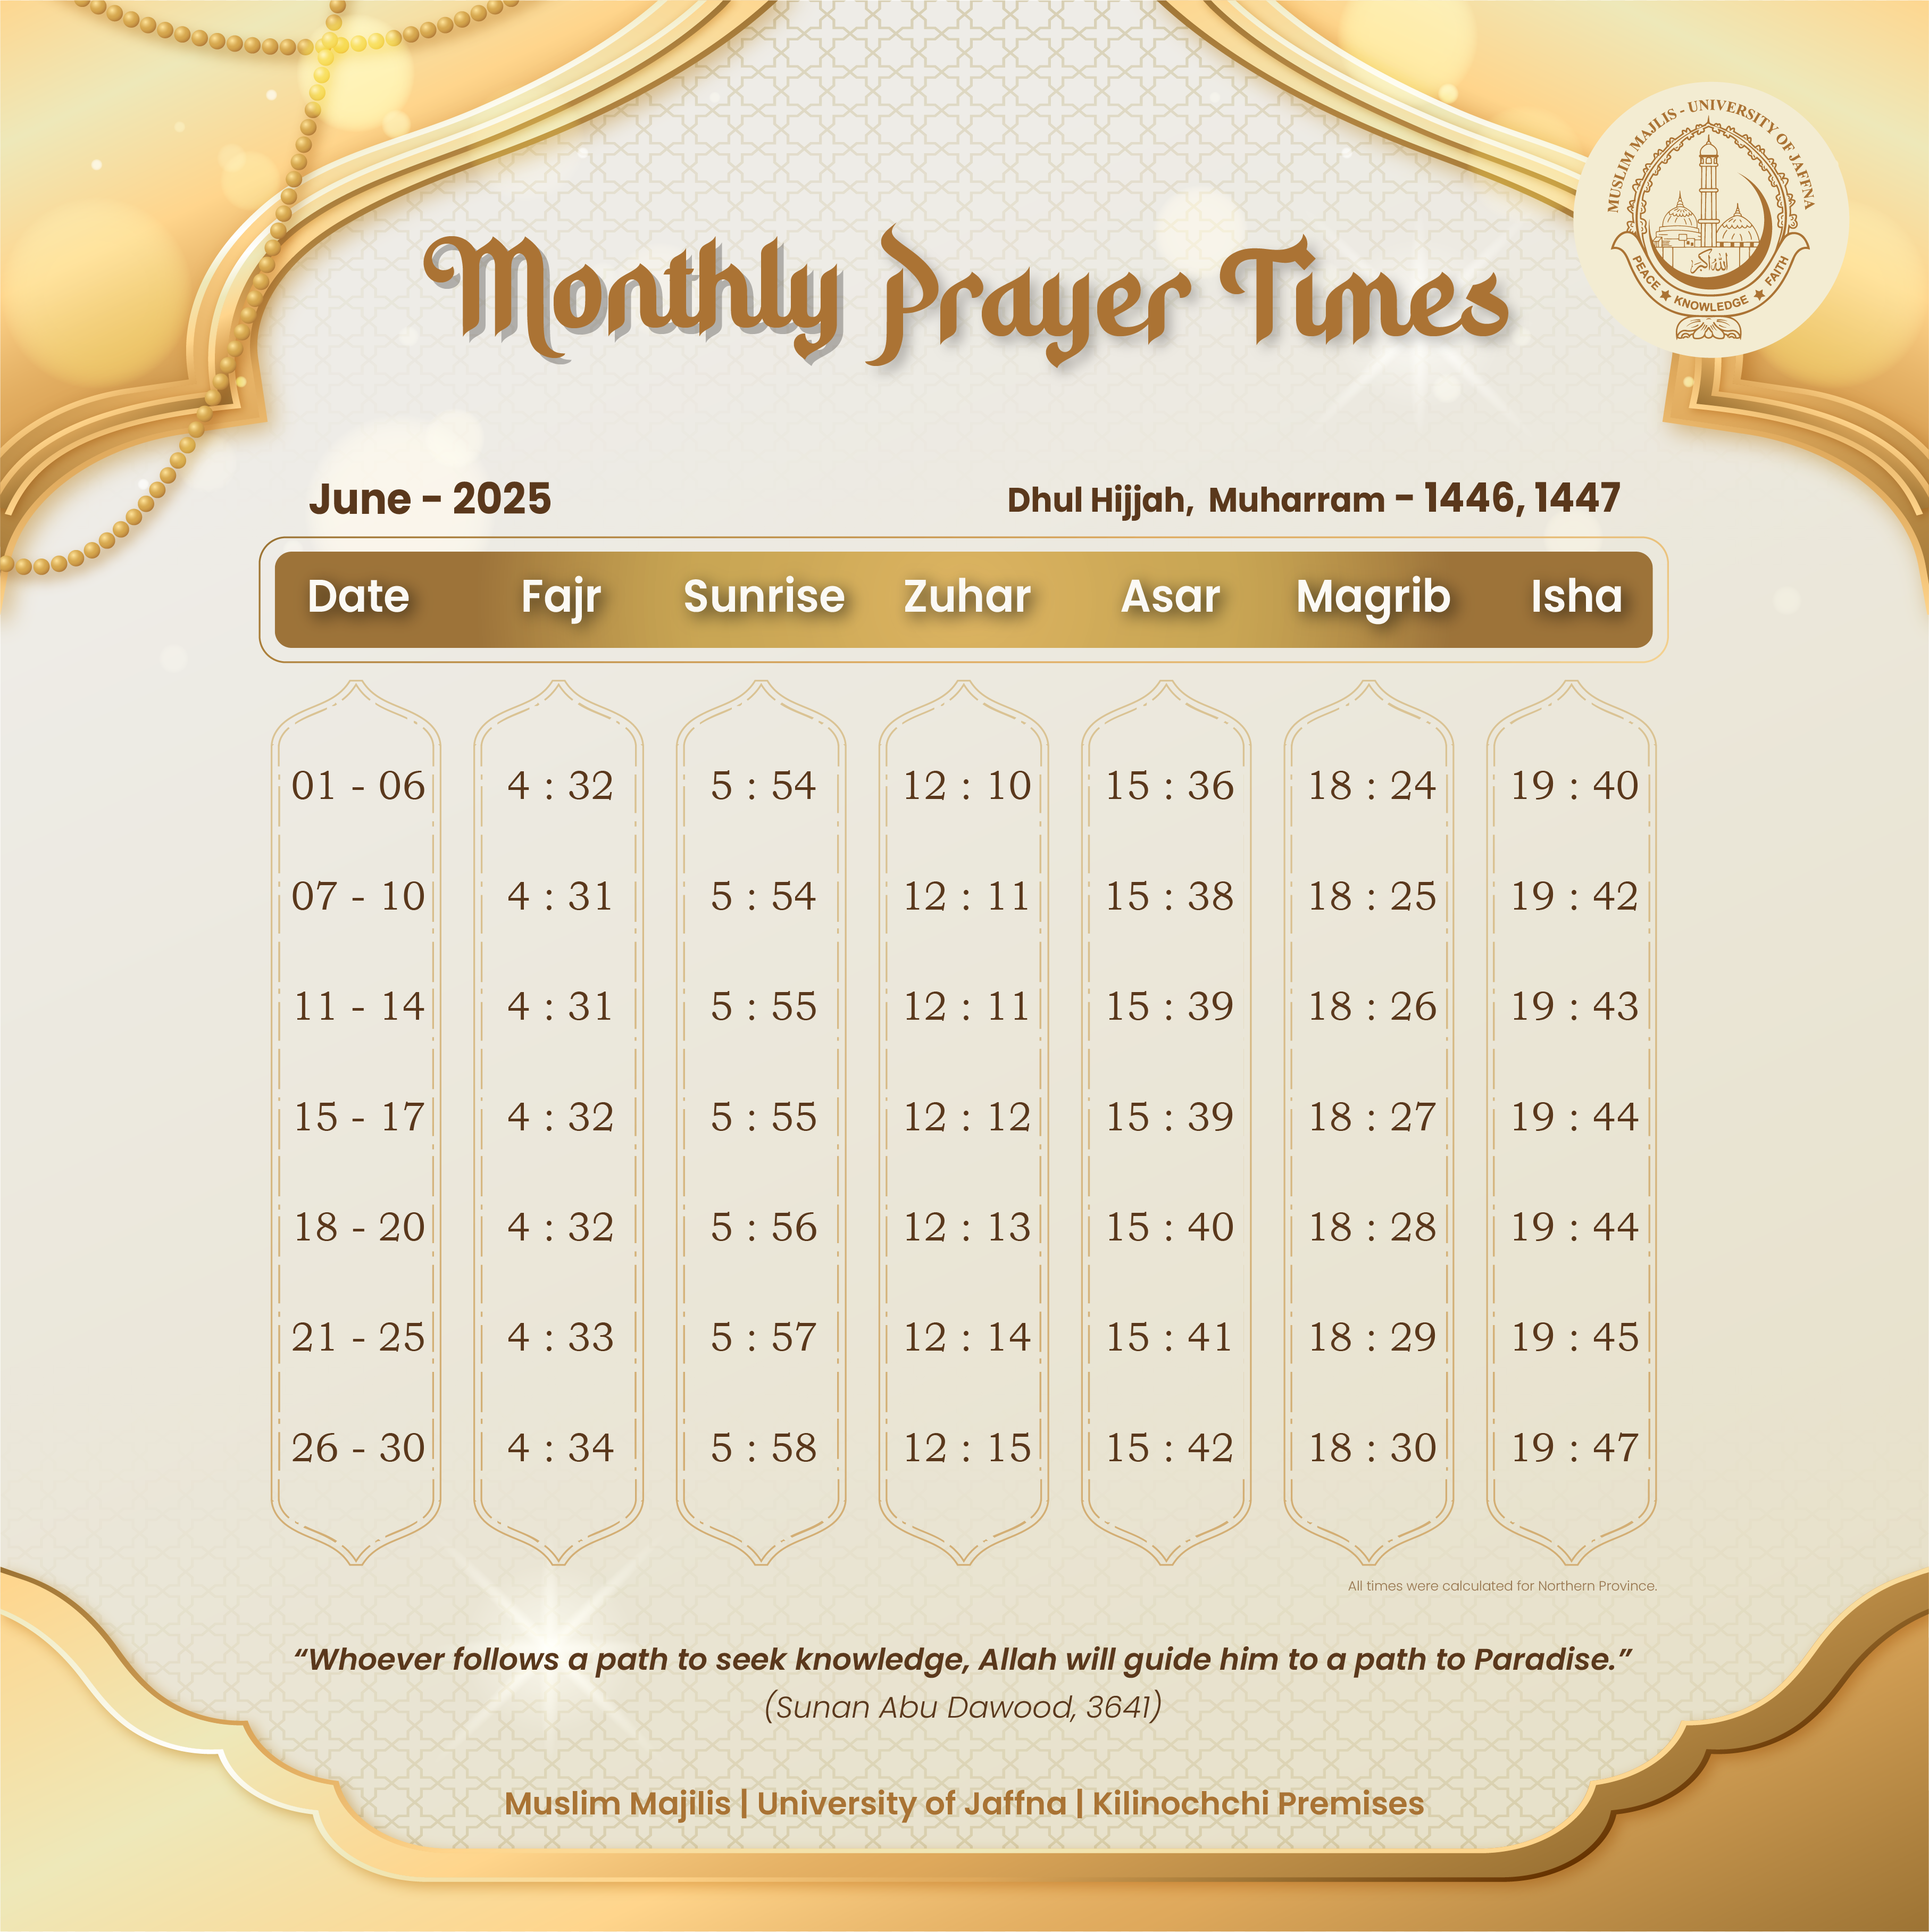 MUSLIM MAJLIS - UNIVERSITY OF JAFFNA
الله اكبر
PEACE ★ KNOWLEDGE ★ FAITH
Monthly Prayer Times
June - 2025 Dhul Hijjah, Muharram - 1446, 1447
Date Fajr Sunrise Zuhar Asar Magrib Isha
01 - 06 4 : 32 5 : 54 12 : 10 15 : 36 18 : 24 19 : 40
07 - 10 4 : 31 5 : 54 12 : 11 15 : 38 18 : 25 19 : 42
11 - 14 4 : 31 5 : 55 12 : 11 15 : 39 18 : 26 19 : 43
15 - 17 4 : 32 5 : 55 12 : 12 15 : 39 18 : 27 19 : 44
18 - 20 4 : 32 5 : 56 12 : 13 15 : 40 18 : 28 19 : 44
21 - 25 4 : 33 5 : 57 12 : 14 15 : 41 18 : 29 19 : 45
26 - 30 4 : 34 5 : 58 12 : 15 15 : 42 18 : 30 19 : 47
All times were calculated for Northern Province.
“Whoever follows a path to seek knowledge, Allah will guide him to a path to Paradise.”
(Sunan Abu Dawood, 3641)
Muslim Majilis | University of Jaffna | Kilinochchi Premises